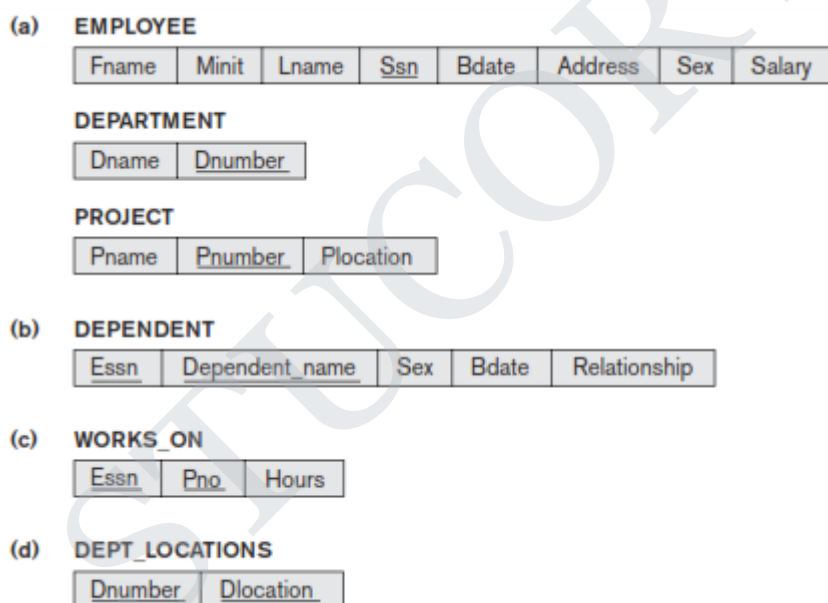 (a) EMPLOYEE
Fname Minit Lname Ssn Bdate Address Sex Salary
DEPARTMENT
Dname Dnumber
PROJECT
Pname Pnumber Plocation
(b) DEPENDENT
Essn Dependent_name Sex Bdate Relationship
(c) WORKS_ON
Essn Pno Hours
(d) DEPT_LOCATIONS
Dnumber Dlocation
STUCOR